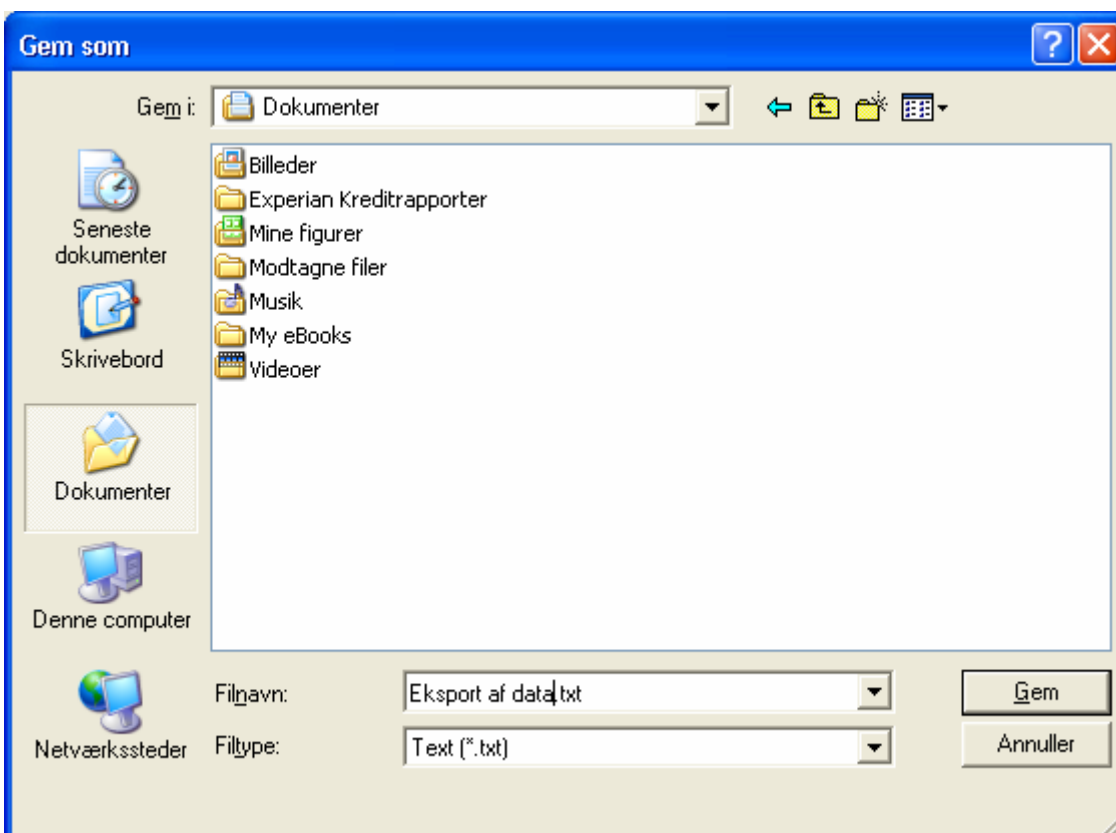 Gem som
Gem i: Dokumenter
Seneste
dokumenter
Skrivebord
Dokumenter
Denne computer
Netværkssteder
Billeder
Experian Kreditrapporter
Mine figurer
Modtagne filer
Musik
My eBooks
Videoer
Filnavn: Eksport af data.txt Gem
Filtype: Text (*.txt) Annuller